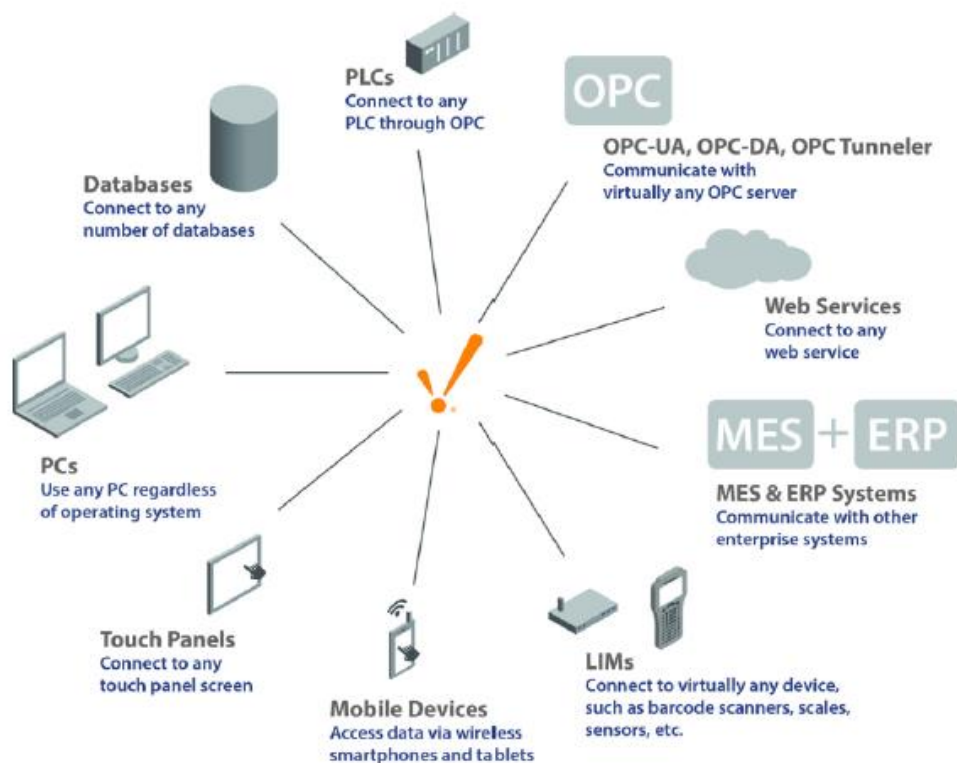 PLCs
Connect to any
PLC through OPC
OPC
OPC-UA, OPC-DA, OPC Tunneler
Communicate with
virtually any OPC server
Databases
Connect to any
number of databases
Web Services
Connect to any
web service
PCs
Use any PC regardless
of operating system
MES + ERP
MES & ERP Systems
Communicate with other
enterprise systems
Touch Panels
Connect to any
touch panel screen
Mobile Devices
Access data via wireless
smartphones and tablets
LIMs
Connect to virtually any device,
such as barcode scanners, scales,
sensors, etc.